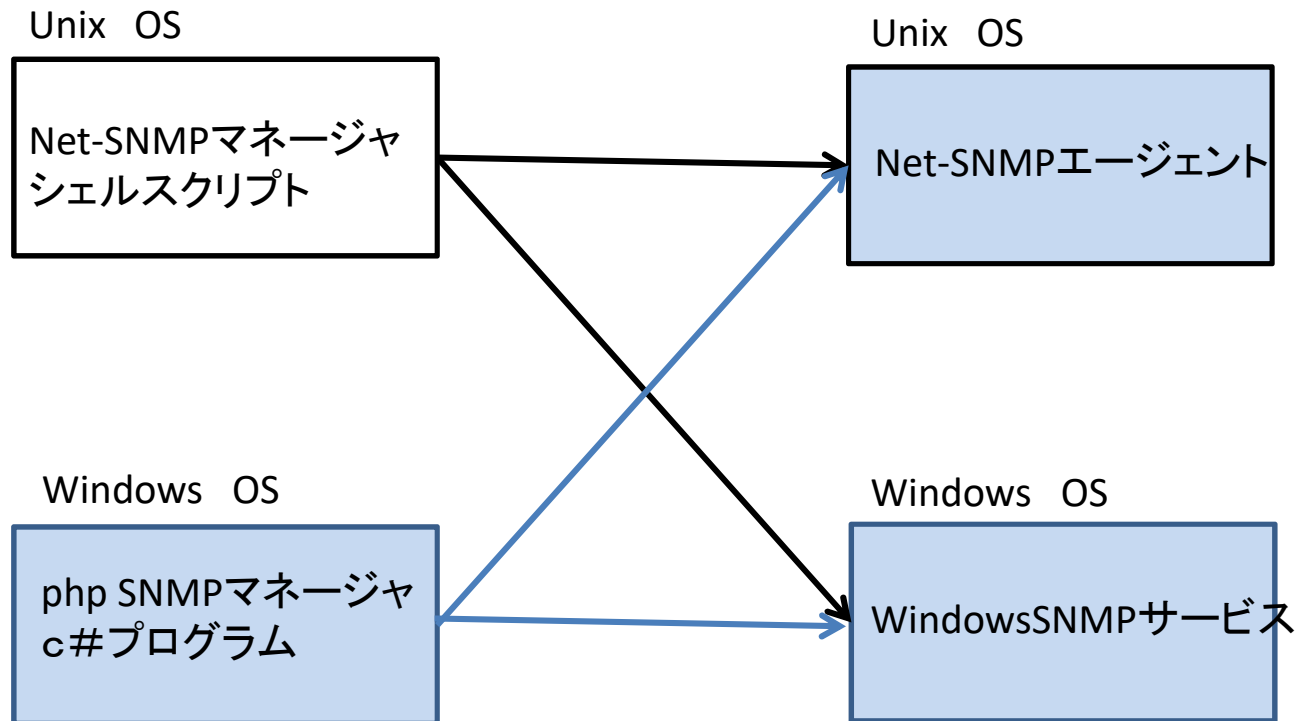 Unix OS
Net-SNMPマネージャ
シェルスクリプト
Unix OS
Net-SNMPエージェント
Windows OS
php SNMPマネージャ
c#プログラム
Windows OS
WindowsSNMPサービス